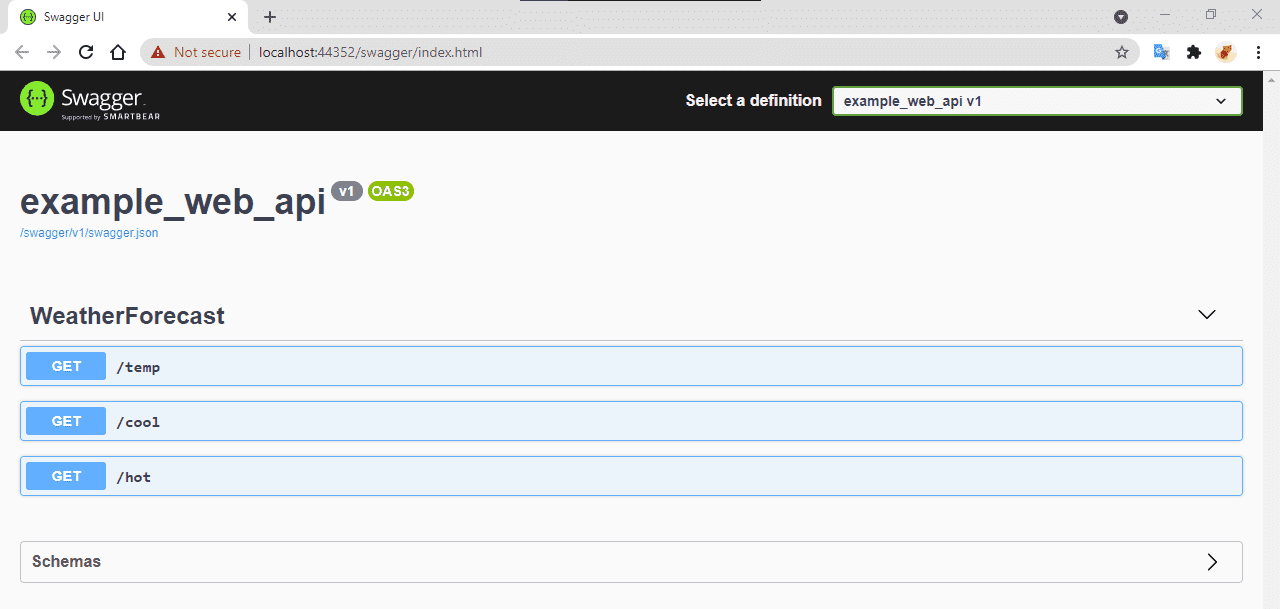 Swagger UI
Not secure localhost:44352/swagger/index.html
Swagger.
Supported by SMARTBEAR
Select a definition
example_web_api v1
example_web_api v1 OAS3
/swagger/v1/swagger.json
WeatherForecast
GET /temp
GET /cool
GET /hot
Schemas